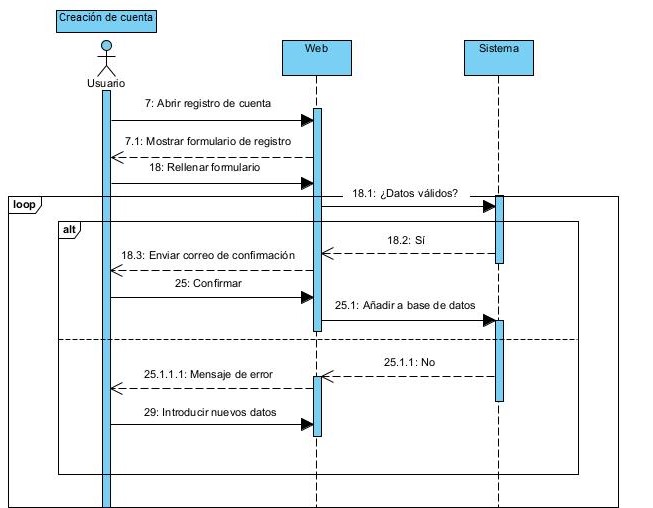 Creación de cuenta
Web
Sistema
Usuario
7: Abrir registro de cuenta
7.1: Mostrar formulario de registro
18: Rellenar formulario
18.1: ¿Datos válidos?
loop
alt
18.2: Sí
18.3: Enviar correo de confirmación
25: Confirmar
25.1: Añadir a base de datos
25.1.1: No
25.1.1.1: Mensaje de error
29: Introducir nuevos datos